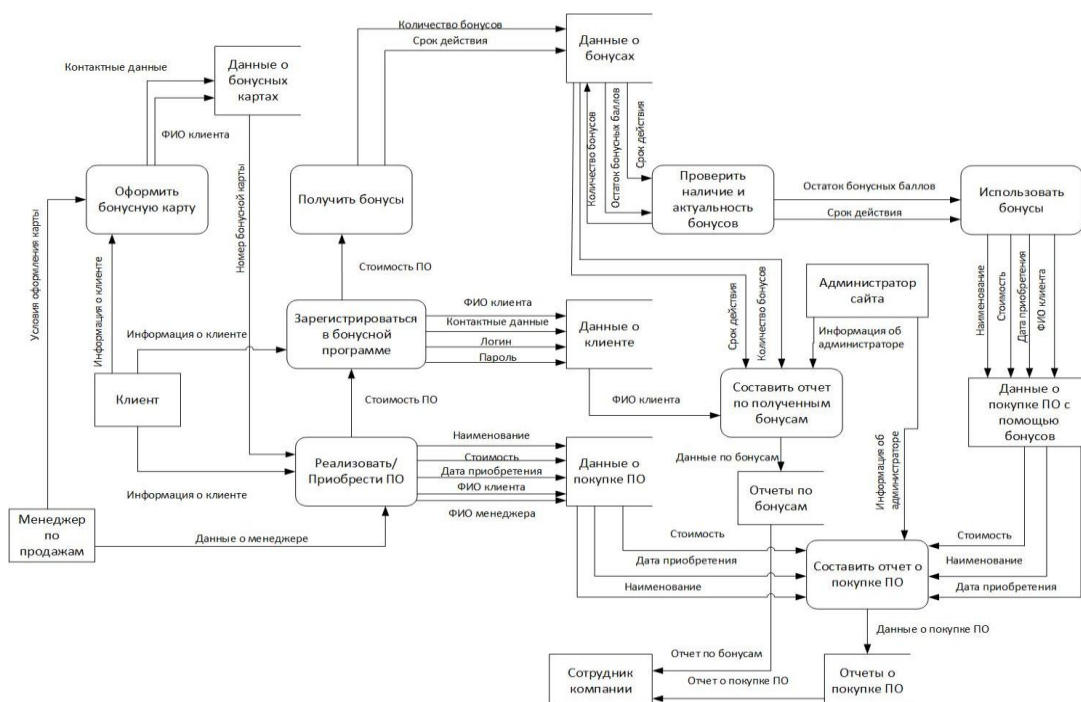 Количество бонусов
Срок действия
Данные о
бонусах
Контактные данные
Данные о
бонусных
картах
ФИО клиента
Количество бонусов
Остаток бонусных баллов
Срок действия
Оформить
бонусную карту
Получить бонусы
Проверить
наличие и
актуальность
бонусов
Остаток бонусных баллов
Срок действия
Использовать
бонусы
Условия оформления карты
Информация о клиенте
Номер бонусной карты
Стоимость ПО
Срок действия
Количество бонусов
Администратор
сайта
Наименование
Стоимость
Дата приобретения
ФИО клиента
Информация о клиенте
Зарегистрироваться
в бонусной
программе
ФИО клиента
Контактные данные
Логин
Пароль
Данные о
клиенте
Информация об
администраторе
Клиент
Стоимость ПО
ФИО клиента
Составить отчет
по полученным
бонусам
Данные о
покупке ПО с
помощью
бонусов
Информация о клиенте
Реализовать/
Приобрести ПО
Наименование
Стоимость
Дата приобретения
ФИО клиента
ФИО менеджера
Данные о
покупке ПО
Данные по бонусам
Отчеты по
бонусам
Информация об
администраторе
Менеджер
по
продажам
Данные о менеджере
Стоимость
Дата приобретения
Наименование
Составить отчет о
покупке ПО
Стоимость
Наименование
Дата приобретения
Данные о покупке ПО
Отчет по бонусам
Отчет о покупке ПО
Сотрудник
компании
Отчеты о
покупке ПО